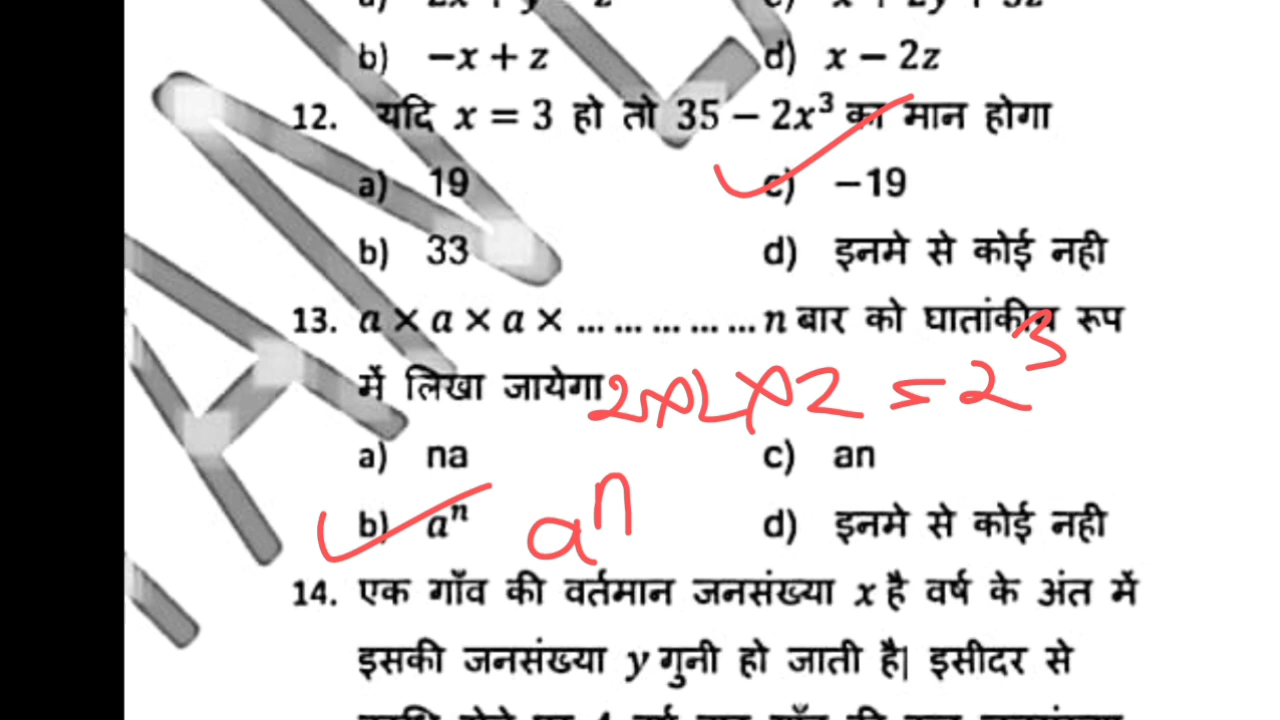 b) −x + z d) x − 2z
12. यदि x = 3 हो तो 35 − 2x³ का मान होगा
a) 19 c) −19
b) 33 d) इनमे से कोई नही
13. a × a × a × ... ... ... ... ... n बार को घातांकीय रूप
में लिखा जायेगा 2×2×2 = 2³
a) na c) an
b) aⁿ aⁿ d) इनमे से कोई नही
14. एक गाँव की वर्तमान जनसंख्या x है वर्ष के अंत में
इसकी जनसंख्या y गुनी हो जाती है| इसीदर से